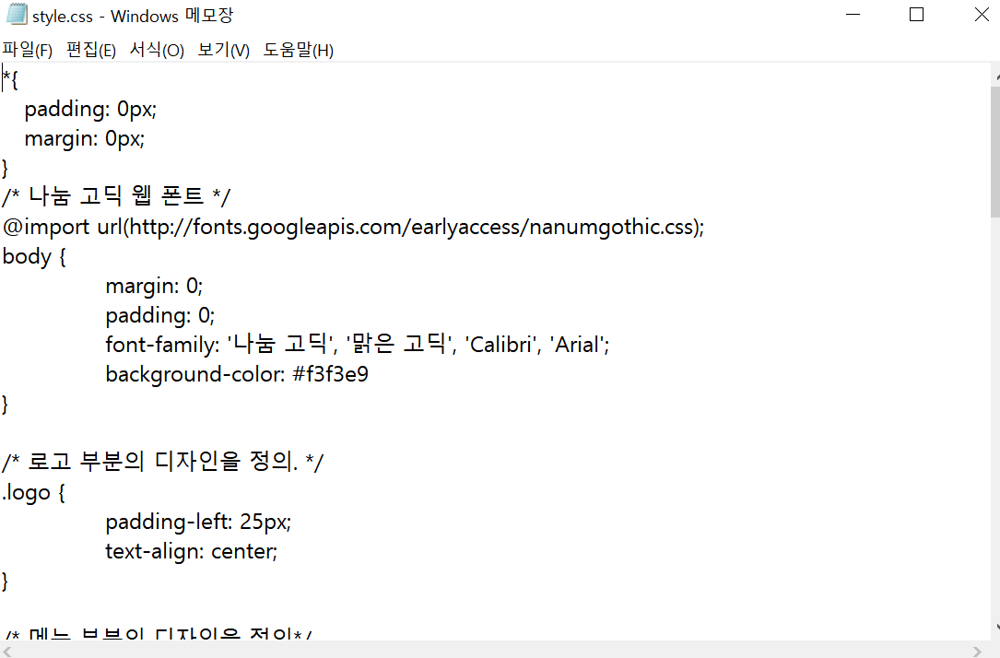 style.css - Windows 메모장
파일(F) 편집(E) 서식(O) 보기(V) 도움말(H)
*{
padding: 0px;
margin: 0px;
}
/* 나눔 고딕 웹 폰트 */
@import url(http://fonts.googleapis.com/earlyaccess/nanumgothic.css);
body {
margin: 0;
padding: 0;
font-family: '나눔 고딕', '맑은 고딕', 'Calibri', 'Arial';
background-color: #f3f3e9
}
/* 로고 부분의 디자인을 정의. */
.logo {
padding-left: 25px;
text-align: center;
}
/* 메뉴 부분의 디자인을 정의*/